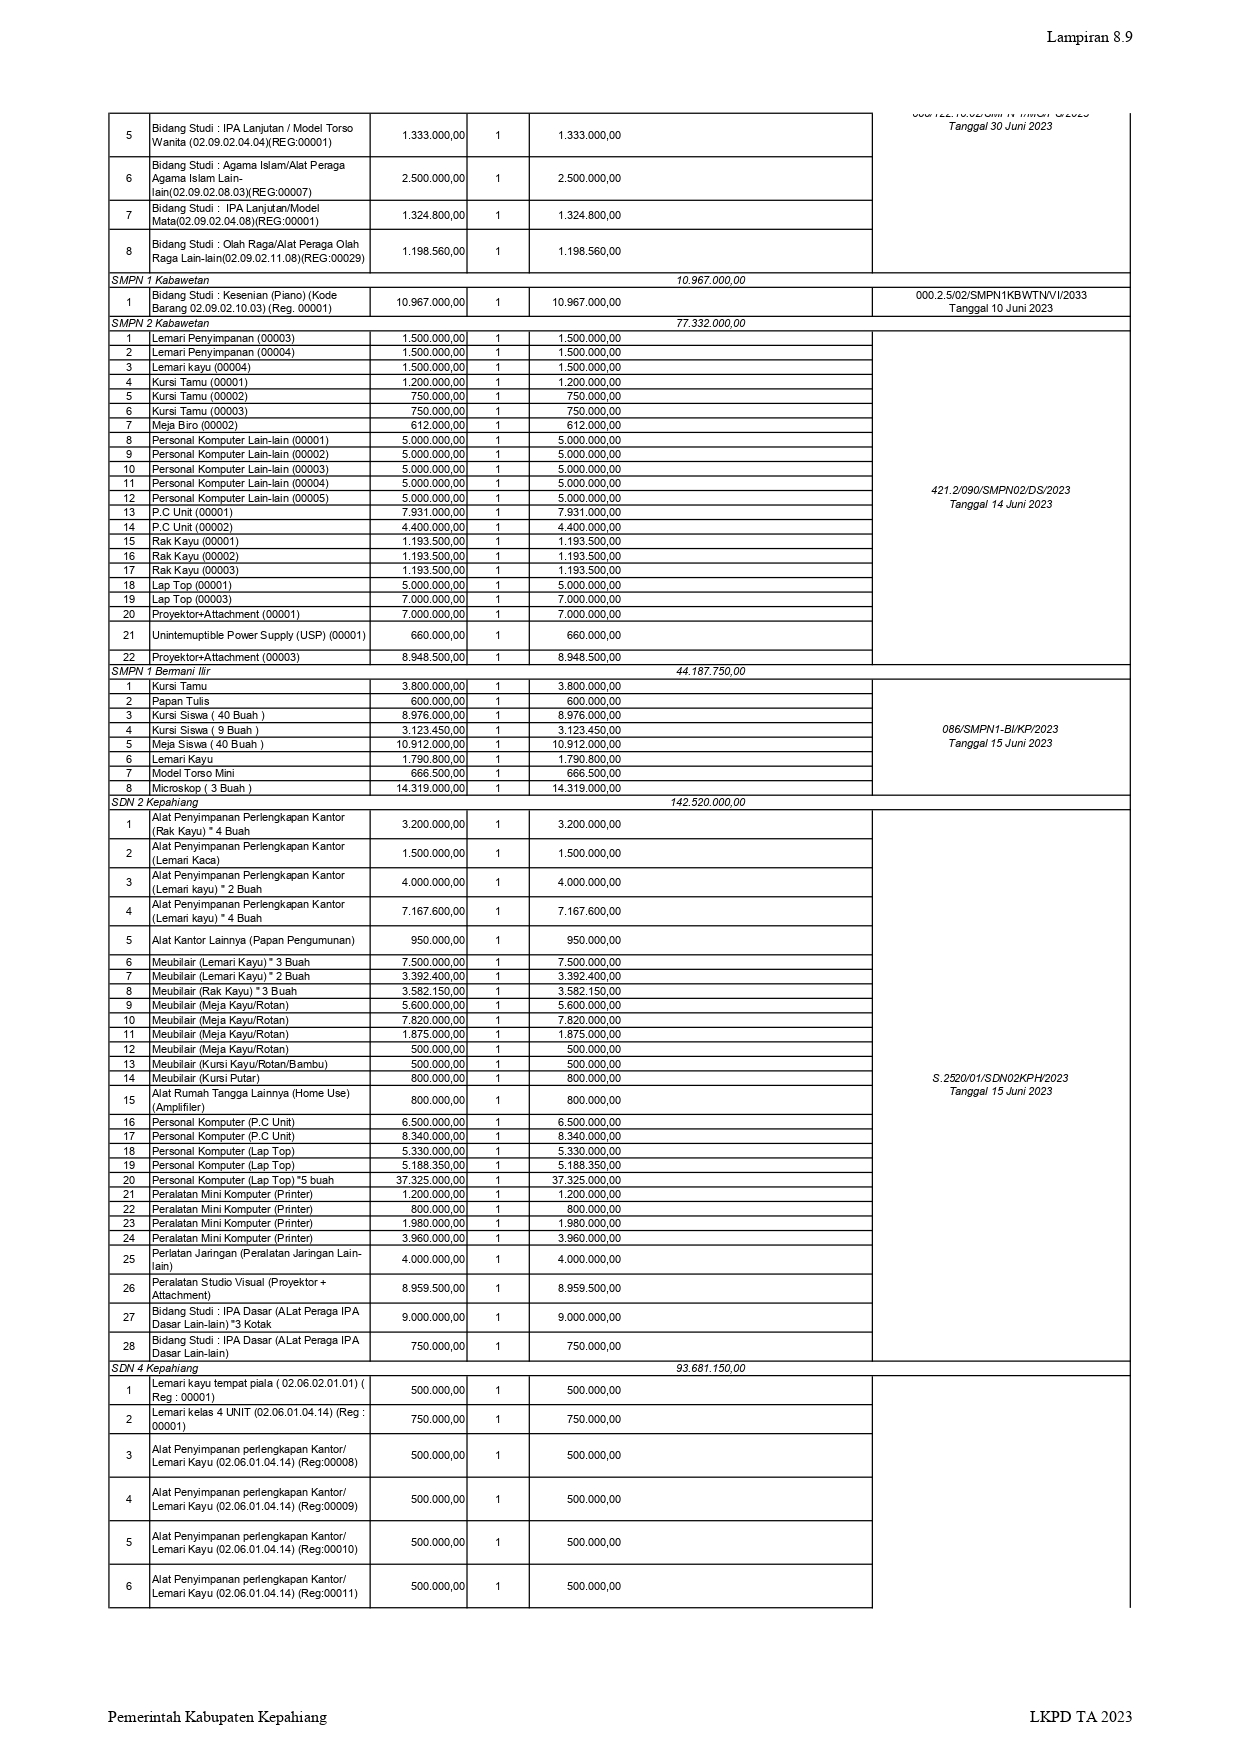 Lampiran 8.9
Tanggal 30 Juni 2023
5 Bidang Studi : IPA Lanjutan / Model Torso Wanita (02.09.02.04.04)(REG:00001) 1.333.000,00 1 1.333.000,00
6 Bidang Studi : Agama Islam/Alat Peraga Agama Islam Lain-lain(02.09.02.08.03)(REG:00007) 2.500.000,00 1 2.500.000,00
7 Bidang Studi : IPA Lanjutan/Model Mata(02.09.02.04.08)(REG:00001) 1.324.800,00 1 1.324.800,00
8 Bidang Studi : Olah Raga/Alat Peraga Olah Raga Lain-lain(02.09.02.11.08)(REG:00029) 1.198.560,00 1 1.198.560,00
SMPN 1 Kabawetan 10.967.000,00
1 Bidang Studi : Kesenian (Piano) (Kode Barang 02.09.02.10.03) (Reg. 00001) 10.967.000,00 1 10.967.000,00 000.2.5/02/SMPN1KBWTN/VI/2033
Tanggal 10 Juni 2023
SMPN 2 Kabawetan 77.332.000,00
1 Lemari Penyimpanan (00003) 1.500.000,00 1 1.500.000,00
2 Lemari Penyimpanan (00004) 1.500.000,00 1 1.500.000,00
3 Lemari kayu (00004) 1.500.000,00 1 1.500.000,00
4 Kursi Tamu (00001) 1.200.000,00 1 1.200.000,00
5 Kursi Tamu (00002) 750.000,00 1 750.000,00
6 Kursi Tamu (00003) 750.000,00 1 750.000,00
7 Meja Biro (00002) 612.000,00 1 612.000,00
8 Personal Komputer Lain-lain (00001) 5.000.000,00 1 5.000.000,00
9 Personal Komputer Lain-lain (00002) 5.000.000,00 1 5.000.000,00
10 Personal Komputer Lain-lain (00003) 5.000.000,00 1 5.000.000,00
11 Personal Komputer Lain-lain (00004) 5.000.000,00 1 5.000.000,00
12 Personal Komputer Lain-lain (00005) 5.000.000,00 1 5.000.000,00
13 P.C Unit (00001) 7.931.000,00 1 7.931.000,00
14 P.C Unit (00002) 4.400.000,00 1 4.400.000,00
15 Rak Kayu (00001) 1.193.500,00 1 1.193.500,00
16 Rak Kayu (00002) 1.193.500,00 1 1.193.500,00
17 Rak Kayu (00003) 1.193.500,00 1 1.193.500,00
18 Lap Top (00001) 5.000.000,00 1 5.000.000,00
19 Lap Top (00003) 7.000.000,00 1 7.000.000,00
20 Proyektor+Attachment (00001) 7.000.000,00 1 7.000.000,00
21 Unintemuptible Power Supply (USP) (00001) 660.000,00 1 660.000,00
22 Proyektor+Attachment (00003) 8.948.500,00 1 8.948.500,00
421.2/090/SMPN02/DS/2023
Tanggal 14 Juni 2023
SMPN 1 Bermani Ilir 44.187.750,00
1 Kursi Tamu 3.800.000,00 1 3.800.000,00
2 Papan Tulis 600.000,00 1 600.000,00
3 Kursi Siswa ( 40 Buah ) 8.976.000,00 1 8.976.000,00
4 Kursi Siswa ( 9 Buah ) 3.123.450,00 1 3.123.450,00
5 Meja Siswa ( 40 Buah ) 10.912.000,00 1 10.912.000,00
6 Lemari Kayu 1.790.800,00 1 1.790.800,00
7 Model Torso Mini 666.500,00 1 666.500,00
8 Microskop ( 3 Buah ) 14.319.000,00 1 14.319.000,00
086/SMPN1-BI/KP/2023
Tanggal 15 Juni 2023
SDN 2 Kepahiang 142.520.000,00
1 Alat Penyimpanan Perlengkapan Kantor (Rak Kayu) " 4 Buah 3.200.000,00 1 3.200.000,00
2 Alat Penyimpanan Perlengkapan Kantor (Lemari Kaca) 1.500.000,00 1 1.500.000,00
3 Alat Penyimpanan Perlengkapan Kantor (Lemari kayu) " 2 Buah 4.000.000,00 1 4.000.000,00
4 Alat Penyimpanan Perlengkapan Kantor (Lemari kayu) " 4 Buah 7.167.600,00 1 7.167.600,00
5 Alat Kantor Lainnya (Papan Pengumunan) 950.000,00 1 950.000,00
6 Meubilair (Lemari Kayu) " 3 Buah 7.500.000,00 1 7.500.000,00
7 Meubilair (Lemari Kayu) " 2 Buah 3.392.400,00 1 3.392.400,00
8 Meubilair (Rak Kayu) " 3 Buah 3.582.150,00 1 3.582.150,00
9 Meubilair (Meja Kayu/Rotan) 5.600.000,00 1 5.600.000,00
10 Meubilair (Meja Kayu/Rotan) 7.820.000,00 1 7.820.000,00
11 Meubilair (Meja Kayu/Rotan) 1.875.000,00 1 1.875.000,00
12 Meubilair (Meja Kayu/Rotan) 500.000,00 1 500.000,00
13 Meubilair (Kursi Kayu/Rotan/Bambu) 500.000,00 1 500.000,00
14 Meubilair (Kursi Putar) 800.000,00 1 800.000,00
15 Alat Rumah Tangga Lainnya (Home Use) (Amplifiler) 800.000,00 1 800.000,00
16 Personal Komputer (P.C Unit) 6.500.000,00 1 6.500.000,00
17 Personal Komputer (P.C Unit) 8.340.000,00 1 8.340.000,00
18 Personal Komputer (Lap Top) 5.330.000,00 1 5.330.000,00
19 Personal Komputer (Lap Top) 5.188.350,00 1 5.188.350,00
20 Personal Komputer (Lap Top) "5 buah 37.325.000,00 1 37.325.000,00
21 Peralatan Mini Komputer (Printer) 1.200.000,00 1 1.200.000,00
22 Peralatan Mini Komputer (Printer) 800.000,00 1 800.000,00
23 Peralatan Mini Komputer (Printer) 1.980.000,00 1 1.980.000,00
24 Peralatan Mini Komputer (Printer) 3.960.000,00 1 3.960.000,00
25 Perlatan Jaringan (Peralatan Jaringan Lain-lain) 4.000.000,00 1 4.000.000,00
26 Peralatan Studio Visual (Proyektor + Attachment) 8.959.500,00 1 8.959.500,00
27 Bidang Studi : IPA Dasar (ALat Peraga IPA Dasar Lain-lain) "3 Kotak 9.000.000,00 1 9.000.000,00
28 Bidang Studi : IPA Dasar (ALat Peraga IPA Dasar Lain-lain) 750.000,00 1 750.000,00
S.2520/01/SDN02KPH/2023
Tanggal 15 Juni 2023
SDN 4 Kepahiang 93.681.150,00
1 Lemari kayu tempat piala ( 02.06.02.01.01) ( Reg : 00001) 500.000,00 1 500.000,00
2 Lemari kelas 4 UNIT (02.06.01.04.14) (Reg : 00001) 750.000,00 1 750.000,00
3 Alat Penyimpanan perlengkapan Kantor/ Lemari Kayu (02.06.01.04.14) (Reg:00008) 500.000,00 1 500.000,00
4 Alat Penyimpanan perlengkapan Kantor/ Lemari Kayu (02.06.01.04.14) (Reg:00009) 500.000,00 1 500.000,00
5 Alat Penyimpanan perlengkapan Kantor/ Lemari Kayu (02.06.01.04.14) (Reg:00010) 500.000,00 1 500.000,00
6 Alat Penyimpanan perlengkapan Kantor/ Lemari Kayu (02.06.01.04.14) (Reg:00011) 500.000,00 1 500.000,00
Pemerintah Kabupaten Kepahiang LKPD TA 2023